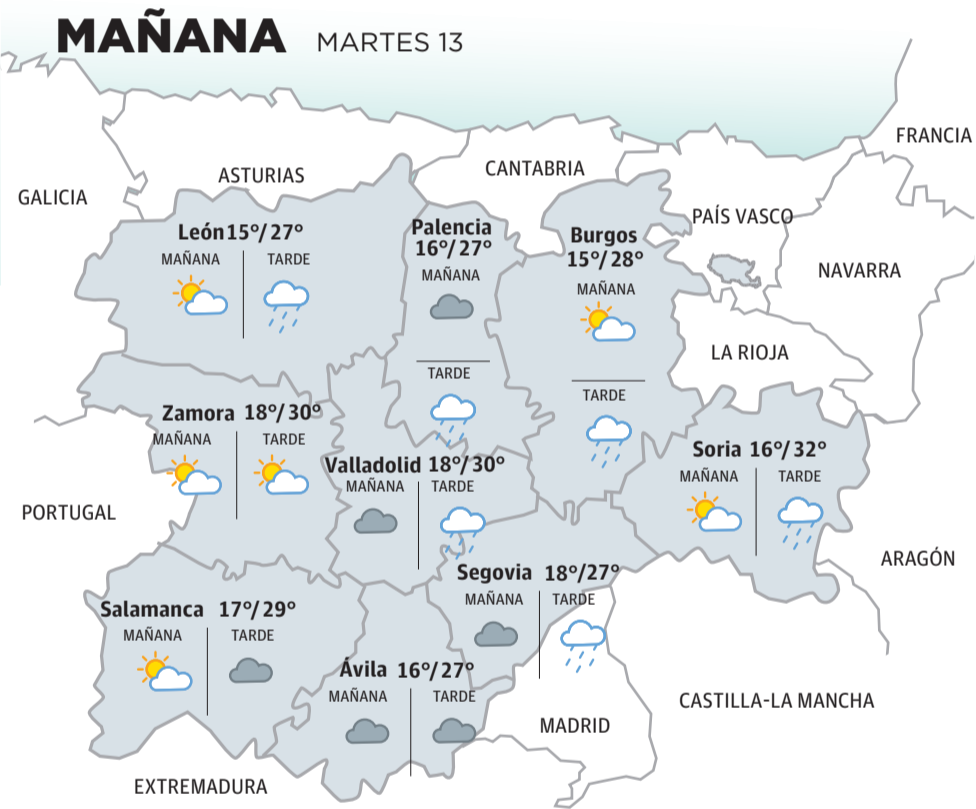 MAÑANA MARTES 13
FRANCIA
ASTURIAS
CANTABRIA
GALICIA
PAÍS VASCO
León 15°/27°
MAÑANA TARDE
Palencia
16°/27°
MAÑANA
TARDE
Burgos
15°/28°
MAÑANA
TARDE
NAVARRA
LA RIOJA
Zamora 18°/30°
MAÑANA TARDE
Valladolid 18°/30°
MAÑANA TARDE
Soria 16°/32°
MAÑANA TARDE
PORTUGAL
ARAGÓN
Segovia 18°/27°
MAÑANA TARDE
Salamanca 17°/29°
MAÑANA TARDE
Ávila 16°/27°
MAÑANA TARDE
CASTILLA-LA MANCHA
MADRID
EXTREMADURA